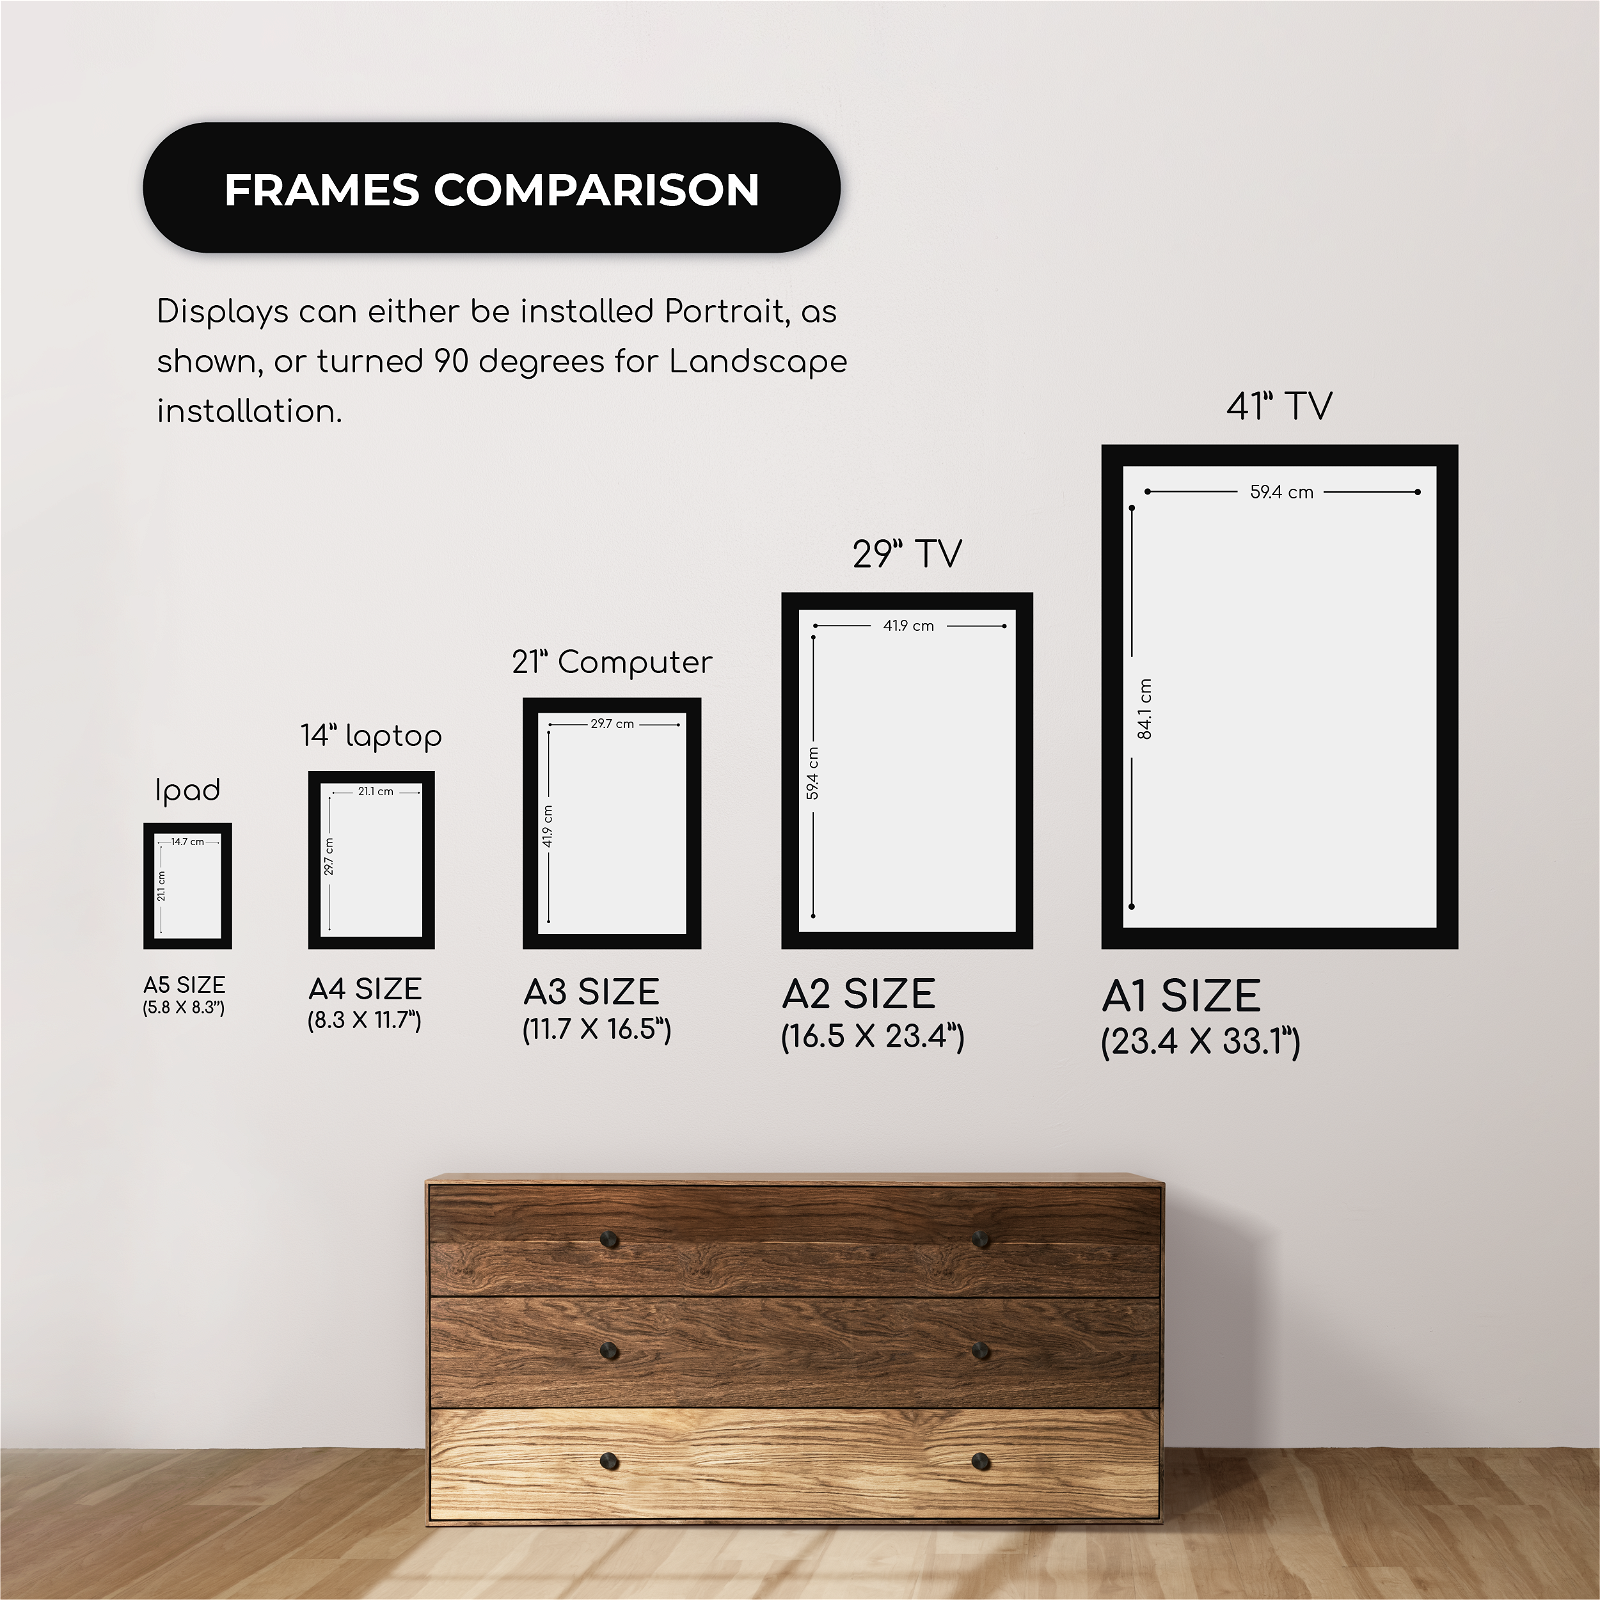 FRAMES COMPARISON
Displays can either be installed Portrait, as
shown, or turned 90 degrees for Landscape
installation.
Ipad
14.7 cm
21.1 cm
A5 SIZE
(5.8 X 8.3”)
14” laptop
21.1 cm
29.7 cm
A4 SIZE
(8.3 X 11.7”)
21” Computer
29.7 cm
41.9 cm
A3 SIZE
(11.7 X 16.5”)
29” TV
41.9 cm
59.4 cm
A2 SIZE
(16.5 X 23.4”)
41” TV
59.4 cm
84.1 cm
A1 SIZE
(23.4 X 33.1”)